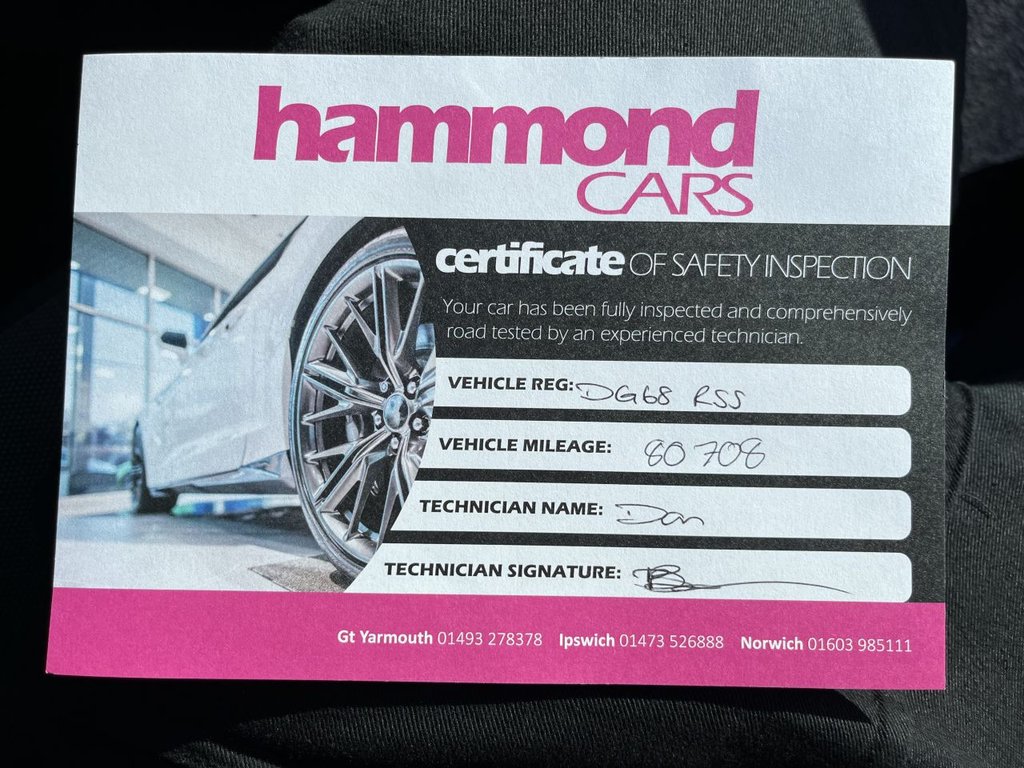 hammond
CARS
certificate OF SAFETY INSPECTION
Your car has been fully inspected and comprehensively
road tested by an experienced technician.
VEHICLE REG: DG68 RSS
VEHICLE MILEAGE: 80708
TECHNICIAN NAME: Dan
TECHNICIAN SIGNATURE:
Gt Yarmouth 01493 278378 Ipswich 01473 526888 Norwich 01603 985111